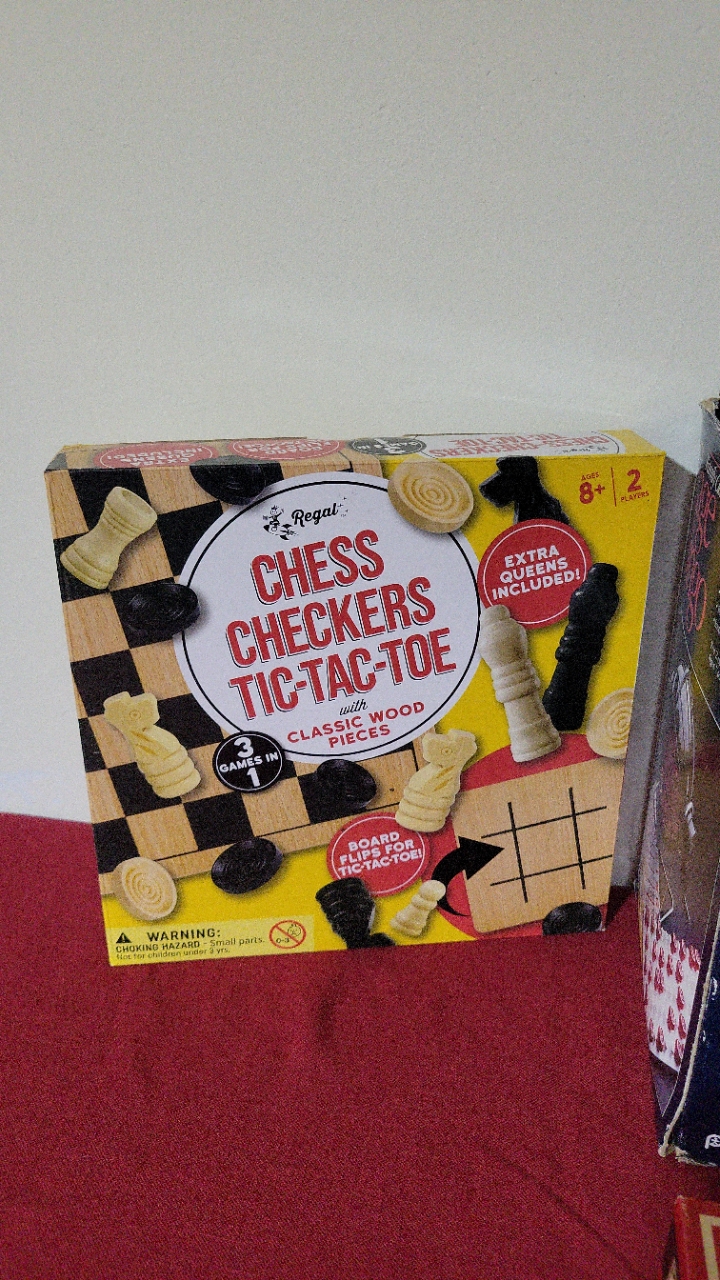 Regal
CHESS
CHECKERS
TIC-TAC-TOE
with
CLASSIC WOOD
PIECES
3
GAMES IN
1
AGES
8+
2
PLAYERS
EXTRA
QUEENS
INCLUDED!
BOARD
FLIPS FOR
TIC-TAC-TOE!
WARNING:
CHOKING HAZARD - Small parts.
Not for children under 3 yrs.
0-3